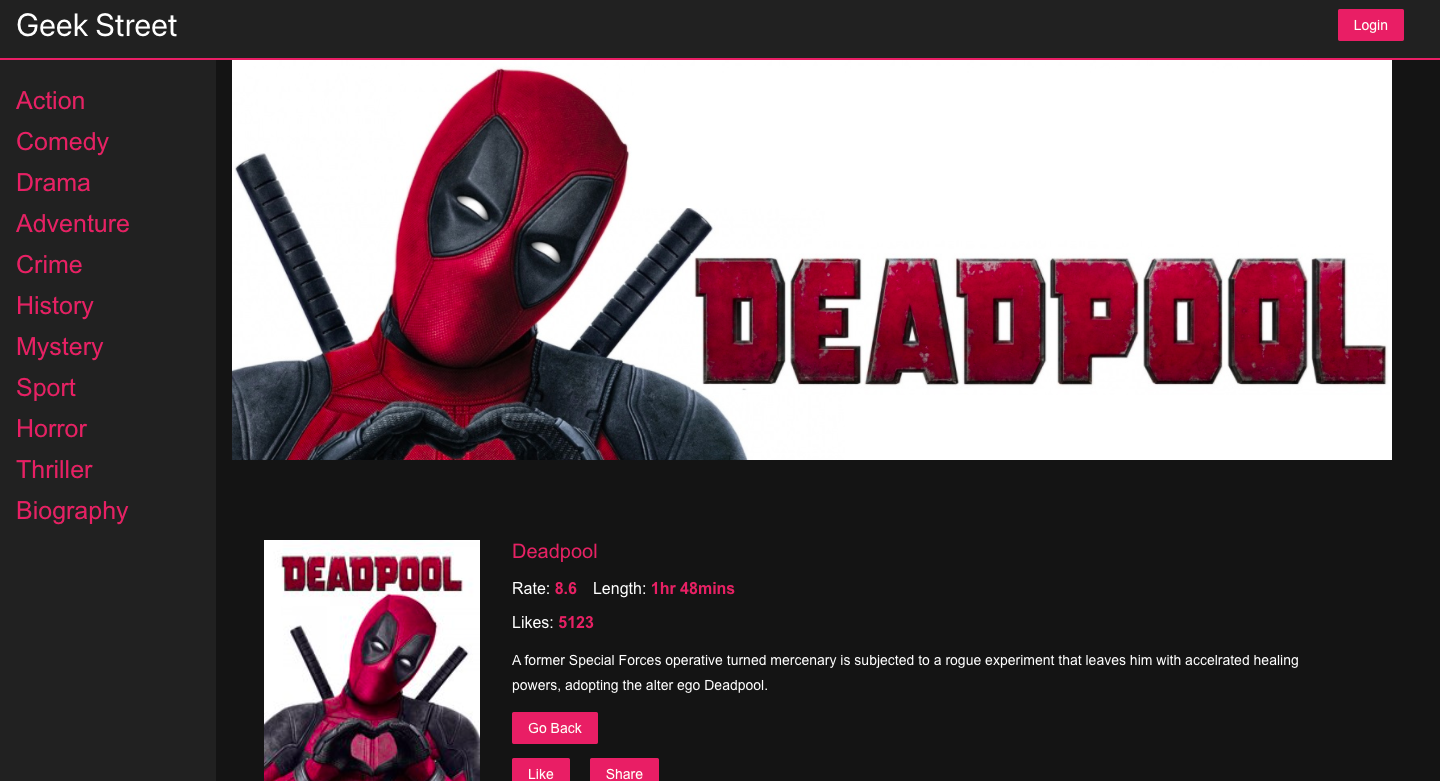 Geek Street
Login
Action
Comedy
Drama
Adventure
Crime
History
Mystery
Sport
Horror
Thriller
Biography
DEADPOOL
DEADPOOL
Deadpool
Rate: 8.6 Length: 1hr 48mins
Likes: 5123
A former Special Forces operative turned mercenary is subjected to a rogue experiment that leaves him with accelrated healing
powers, adopting the alter ego Deadpool.
Go Back
Like Share